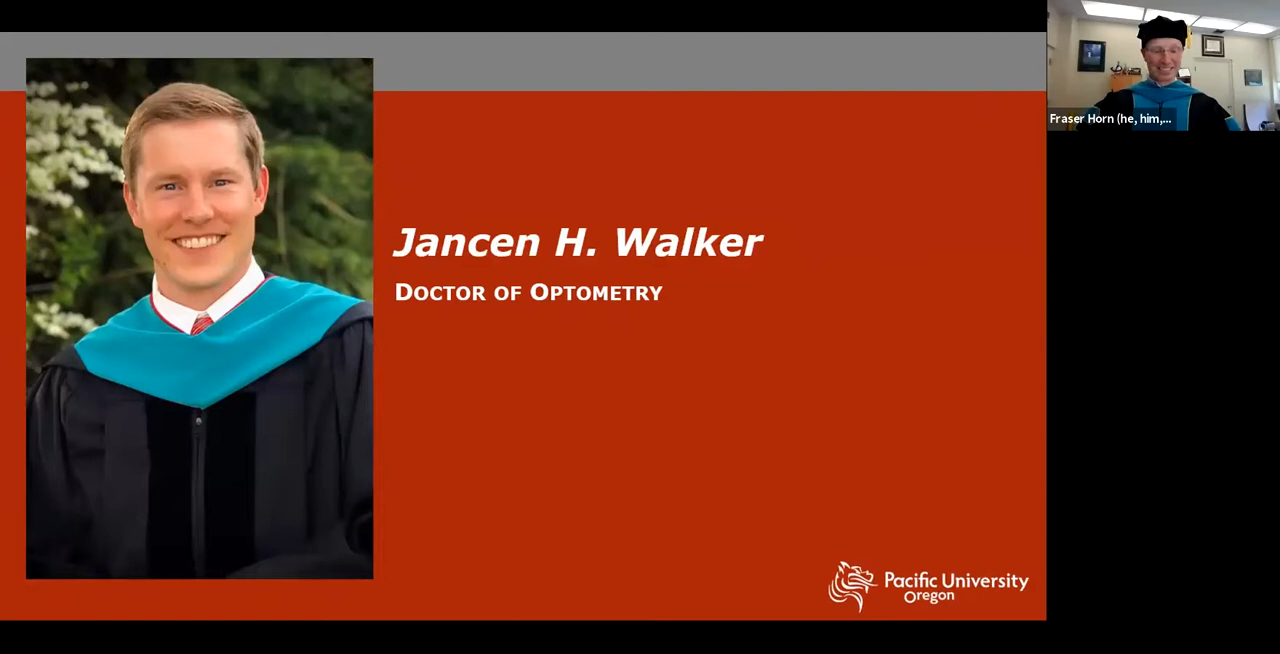 Jancen H. Walker
DOCTOR OF OPTOMETRY
Pacific University
Oregon
Fraser Horn (he, him,...